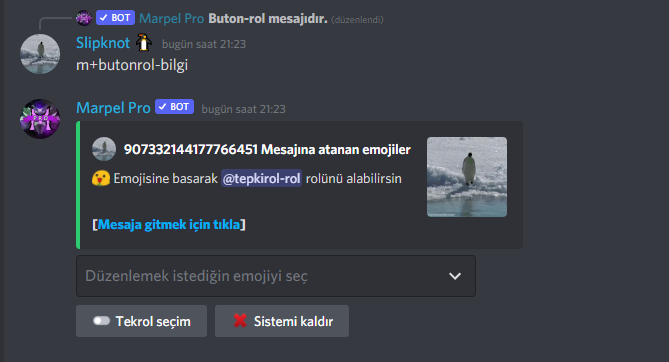 BOT Marpel Pro Buton-rol mesajıdır. (düzenlendi)
Slipknot bugün saat 21:23
m+butonrol-bilgi
Marpel Pro BOT bugün saat 21:23
907332144177766451 Mesajına atanan emojiler
Emojisine basarak @tepkirol-rol rolünü alabilirsin
[Mesaja gitmek için tıkla]
Düzenlemek istediğin emojiyi seç
Tekrol seçim
Sistemi kaldır